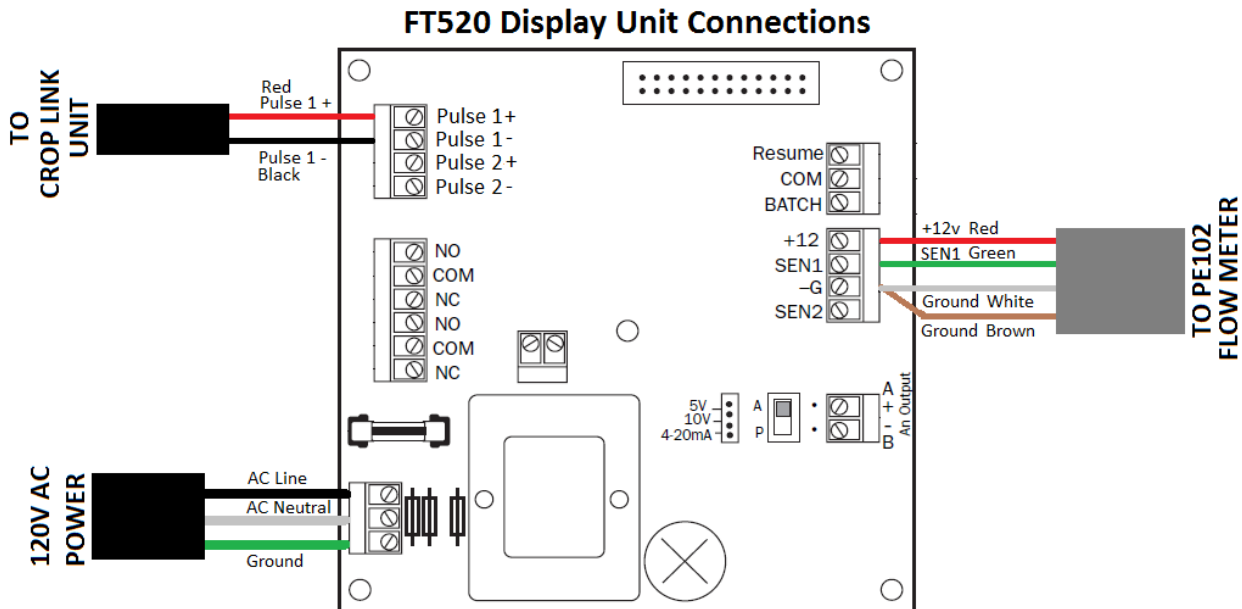 FT520 Display Unit Connections
TO
CROP LINK
UNIT
Red
Pulse 1 +
Pulse 1 -
Black
Pulse 1+
Pulse 1-
Pulse 2+
Pulse 2-
Resume
COM
BATCH
+12
SEN1
–G
SEN2
+12v Red
SEN1 Green
Ground White
Ground Brown
TO PE102
FLOW METER
NO
COM
NC
NO
COM
NC
5V
10V
4-20mA
A
P
A
+
-
B
An Output
120V AC
POWER
AC Line
AC Neutral
Ground